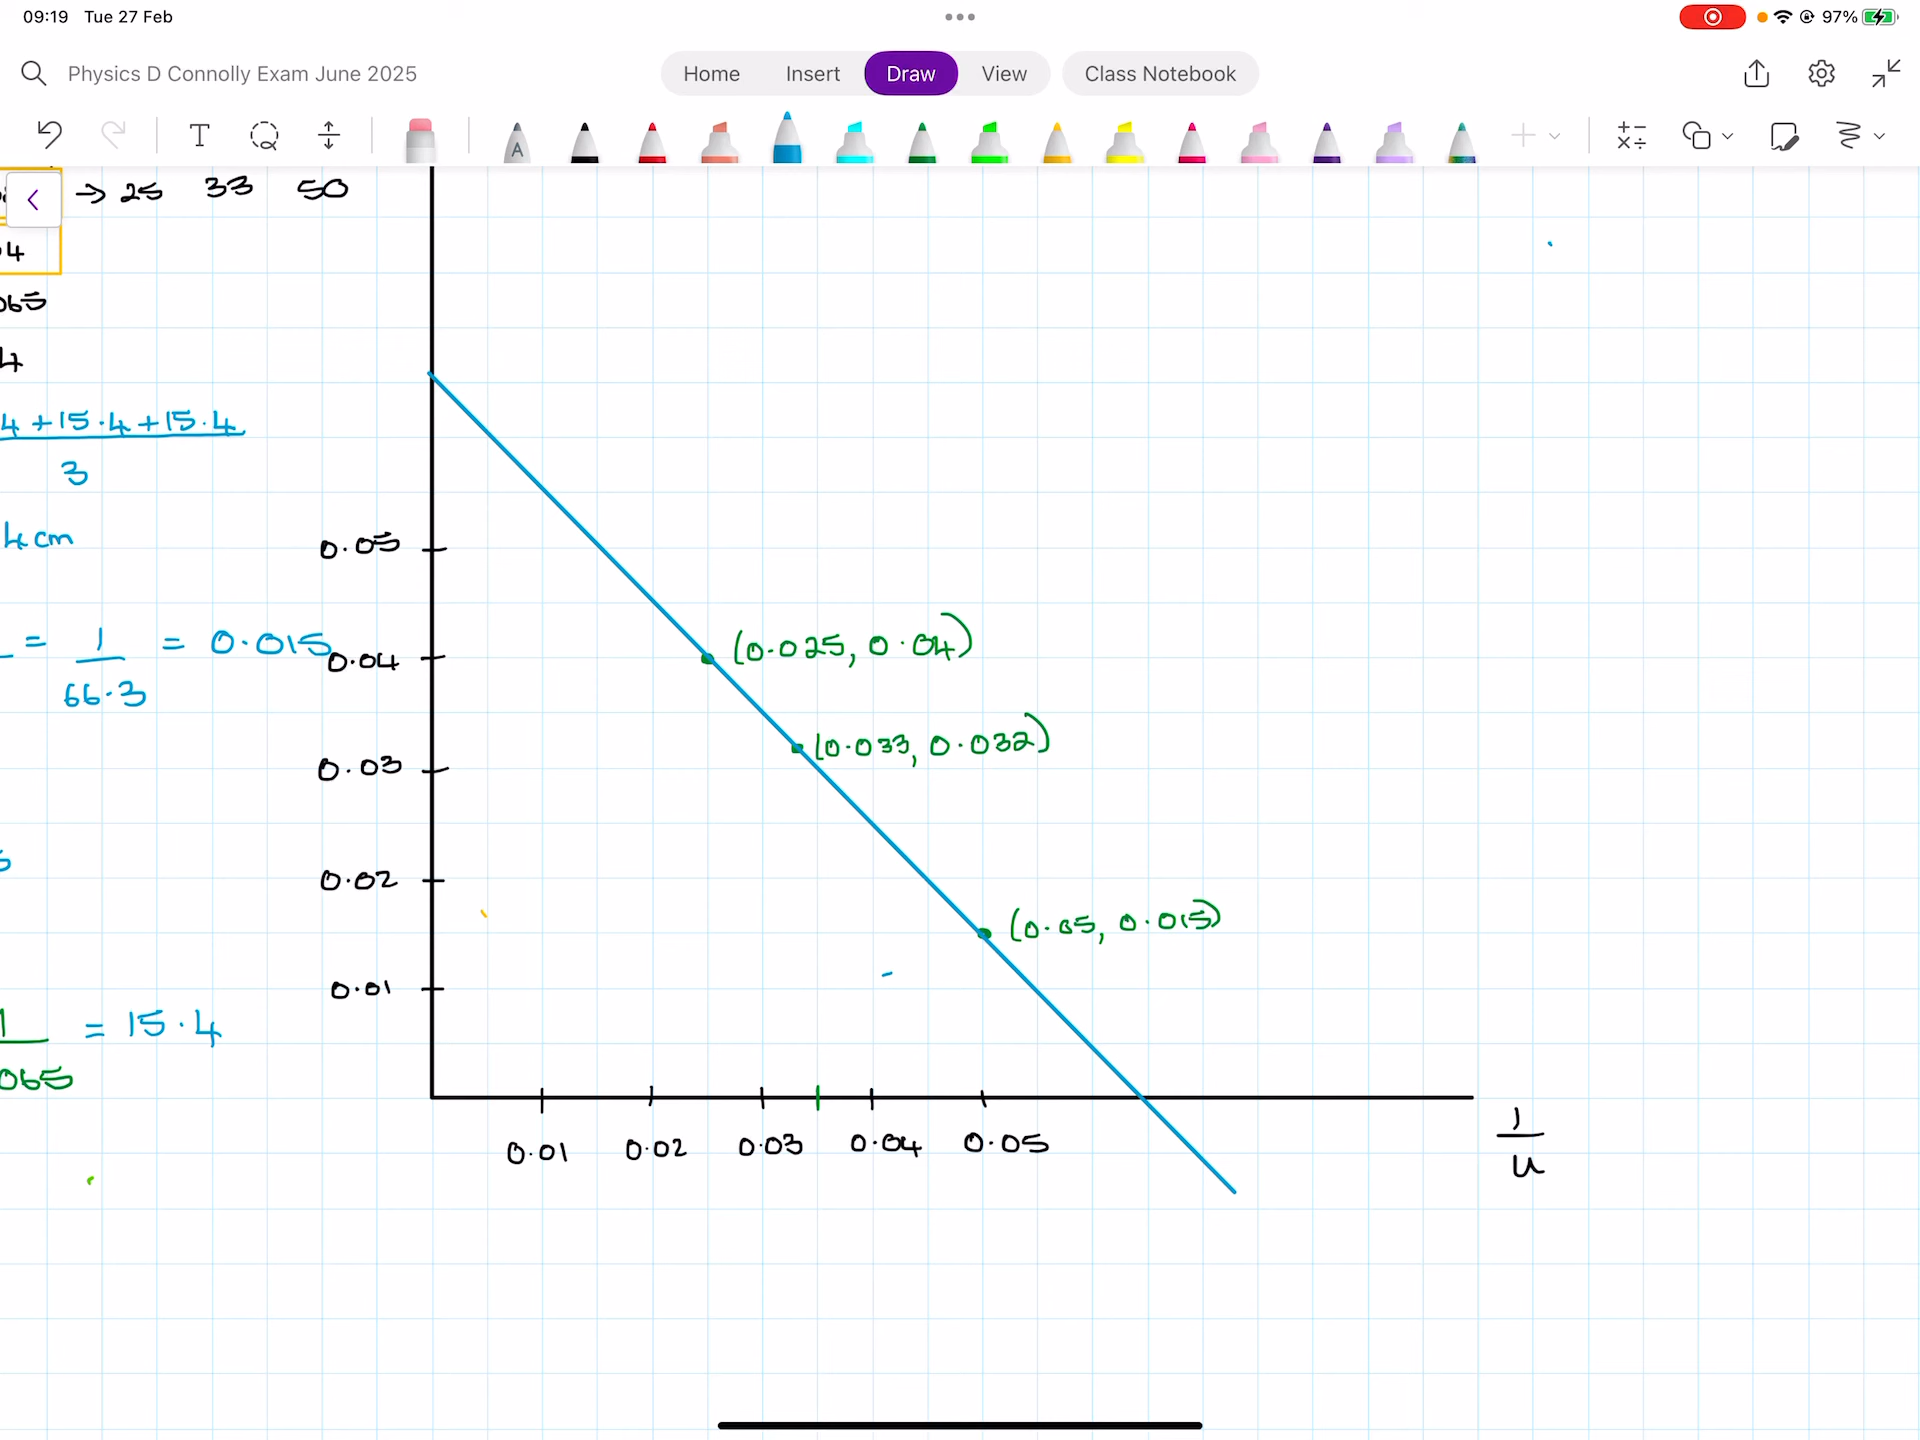 09:19 Tue 27 Feb
97%
Physics D Connolly Exam June 2025
Home Insert Draw View Class Notebook
T
A
→ 25 33 50
4
065
4
4 + 15.4 + 15.4
3
4cm
= 1 = 0.015
66.3
1 = 15.4
065
0.05
0.04
0.03
0.02
0.01
(0.025, 0.04)
(0.033, 0.032)
(0.05, 0.015)
0.01 0.02 0.03 0.04 0.05
1
u